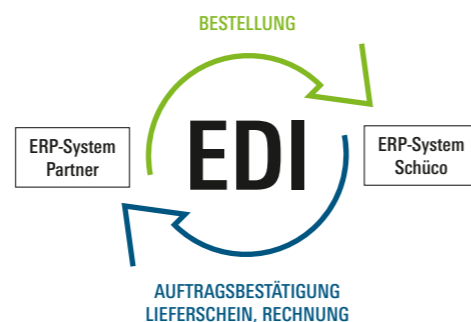 BESTELLUNG
ERP-System
Partner
EDI
ERP-System
Schüco
AUFTRAGSBESTÄTIGUNG
LIEFERSCHEIN, RECHNUNG